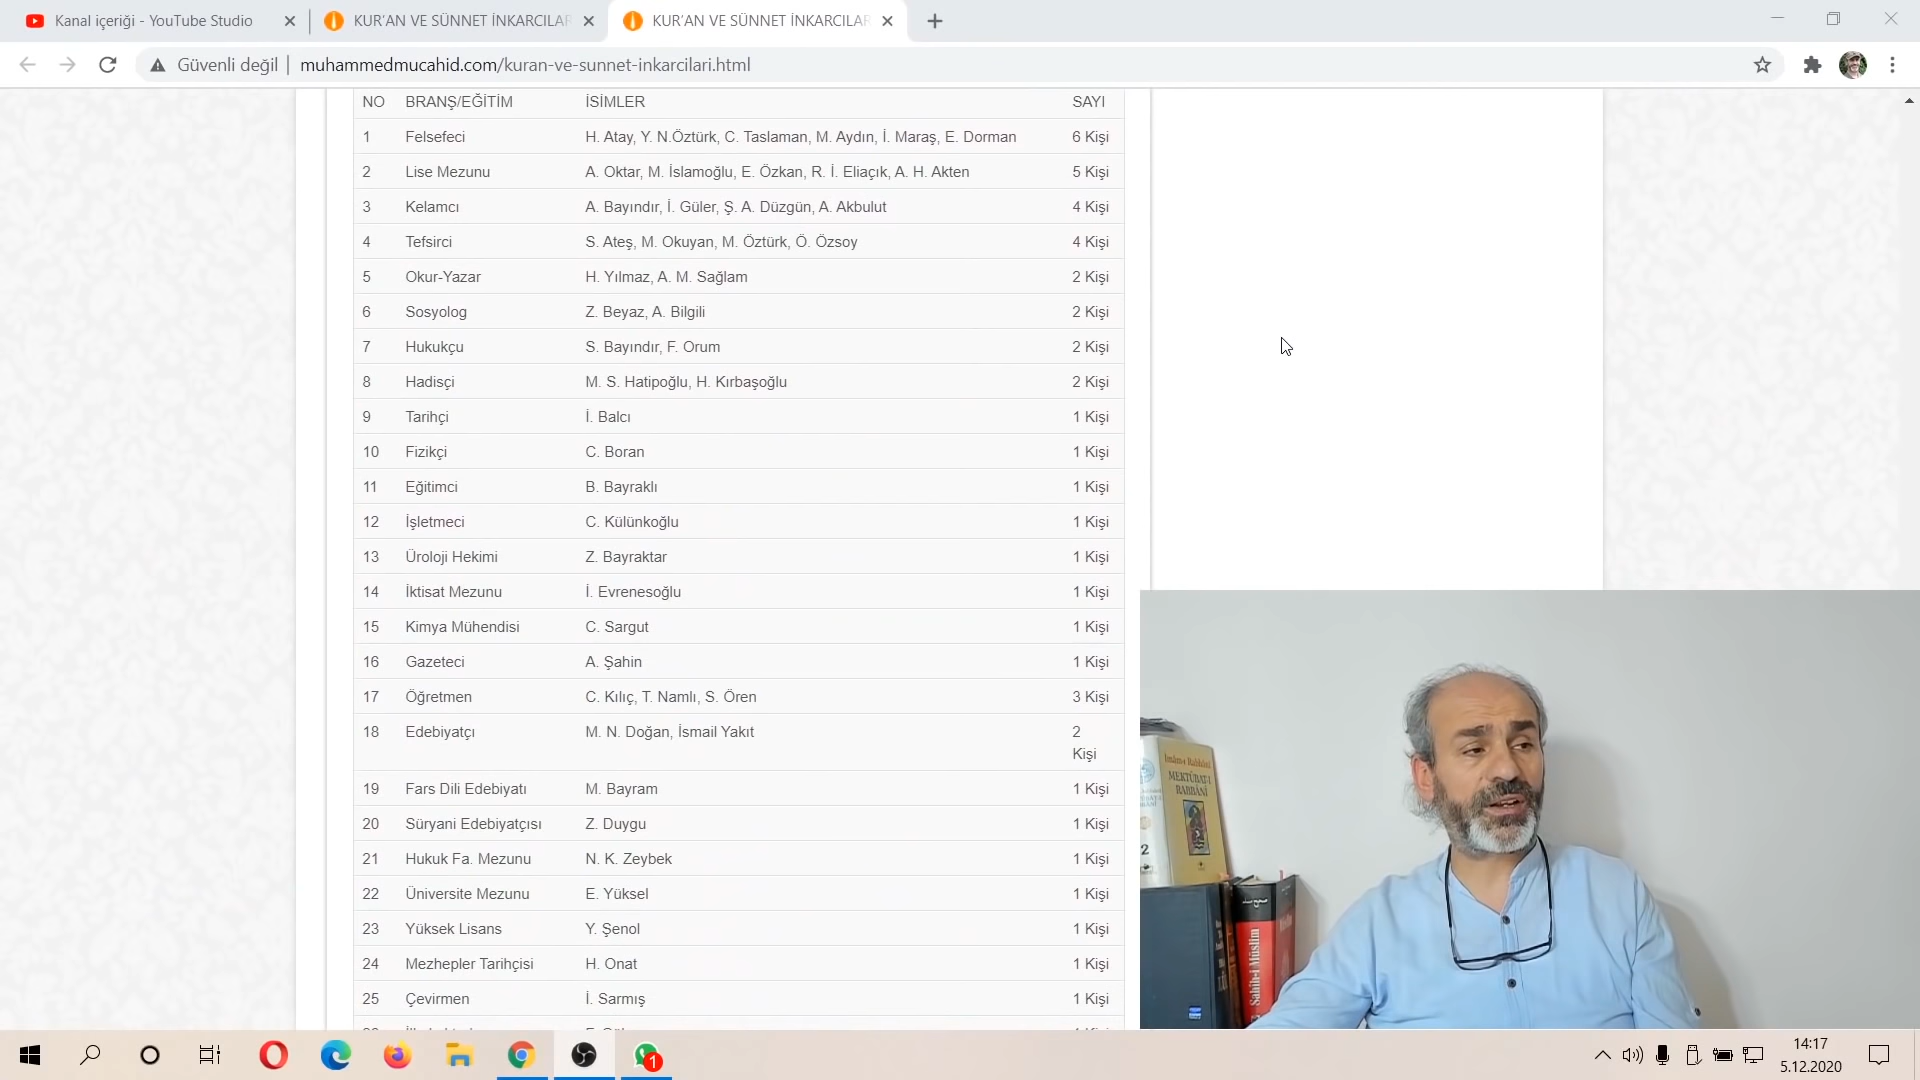 Kanal içeriği - YouTube Studio
KUR'AN VE SÜNNET İNKARCILAR
KUR'AN VE SÜNNET İNKARCILAR
Güvenli değil | muhammedmucahid.com/kuran-ve-sunnet-inkarcilari.html
NO BRANŞ/EĞİTİM İSİMLER SAYI
1 Felsefeci H. Atay, Y. N.Öztürk, C. Taslaman, M. Aydın, İ. Maraş, E. Dorman 6 Kişi
2 Lise Mezunu A. Oktar, M. İslamoğlu, E. Özkan, R. İ. Eliaçık, A. H. Akten 5 Kişi
3 Kelamcı A. Bayındır, İ. Güler, Ş. A. Düzgün, A. Akbulut 4 Kişi
4 Tefsirci S. Ateş, M. Okuyan, M. Öztürk, Ö. Özsoy 4 Kişi
5 Okur-Yazar H. Yılmaz, A. M. Sağlam 2 Kişi
6 Sosyolog Z. Beyaz, A. Bilgili 2 Kişi
7 Hukukçu S. Bayındır, F. Orum 2 Kişi
8 Hadisçi M. S. Hatipoğlu, H. Kırbaşoğlu 2 Kişi
9 Tarihçi İ. Balcı 1 Kişi
10 Fizikçi C. Boran 1 Kişi
11 Eğitimci B. Bayraklı 1 Kişi
12 İşletmeci C. Külünkoğlu 1 Kişi
13 Üroloji Hekimi Z. Bayraktar 1 Kişi
14 İktisat Mezunu İ. Evrenesoğlu 1 Kişi
15 Kimya Mühendisi C. Sargut 1 Kişi
16 Gazeteci A. Şahin 1 Kişi
17 Öğretmen C. Kılıç, T. Namlı, S. Ören 3 Kişi
18 Edebiyatçı M. N. Doğan, İsmail Yakıt 2
Kişi
19 Fars Dili Edebiyatı M. Bayram 1 Kişi
20 Süryani Edebiyatçısı Z. Duygu 1 Kişi
21 Hukuk Fa. Mezunu N. K. Zeybek 1 Kişi
22 Üniversite Mezunu E. Yüksel 1 Kişi
23 Yüksek Lisans Y. Şenol 1 Kişi
24 Mezhepler Tarihçisi H. Onat 1 Kişi
25 Çevirmen İ. Sarmış 1 Kişi
İmam-ı Rabbânî
MEKTÛBAT-I
RABBÂNÎ
2
Sahih-i Müslim
1
14:17
5.12.2020